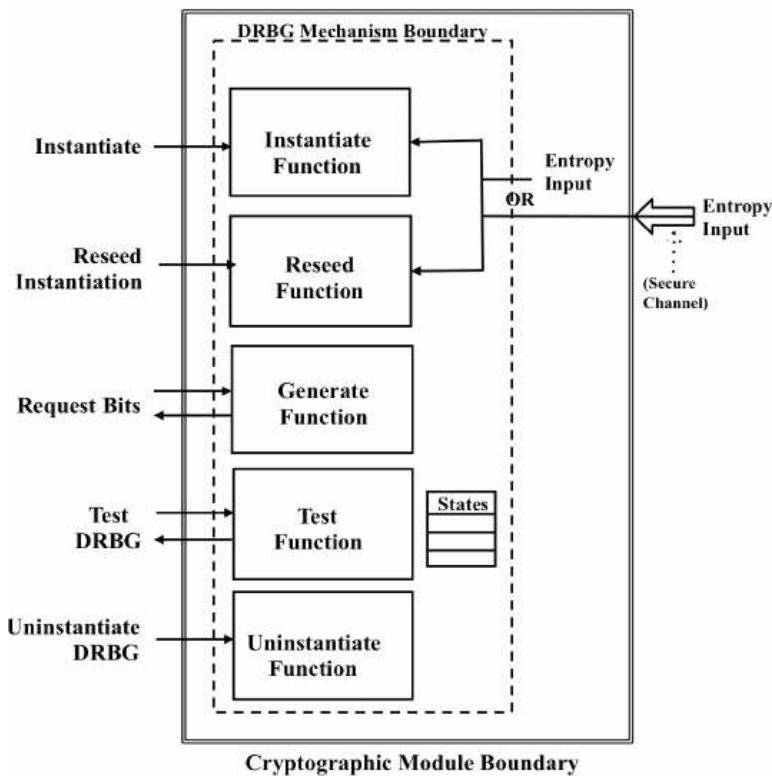 DRBG Mechanism Boundary
Instantiate
Instantiate
Function
Entropy
Input
OR
Entropy
Input
(Secure
Channel)
Reseed
Instantiation
Reseed
Function
Request Bits
Generate
Function
Test
DRBG
Test
Function
States
Uninstantiate
DRBG
Uninstantiate
Function
Cryptographic Module Boundary